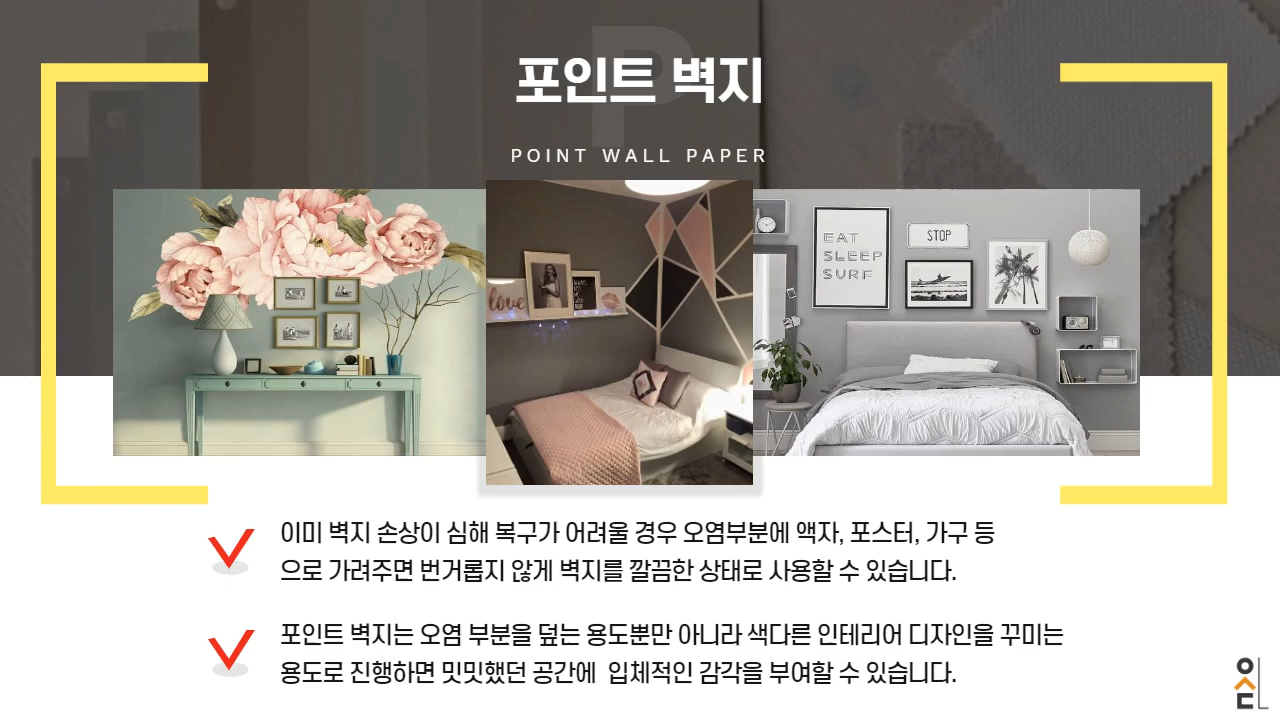 포인트 벽지
POINT WALL PAPER
love
EAT
SLEEP
SURF
STOP
이미 벽지 손상이 심해 복구가 어려울 경우 오염부분에 액자, 포스터, 가구 등
으로 가려주면 번거롭지 않게 벽지를 깔끔한 상태로 사용할 수 있습니다.
포인트 벽지는 오염 부분을 덮는 용도뿐만 아니라 색다른 인테리어 디자인을 꾸미는
용도로 진행하면 밋밋했던 공간에 입체적인 감각을 부여할 수 있습니다.